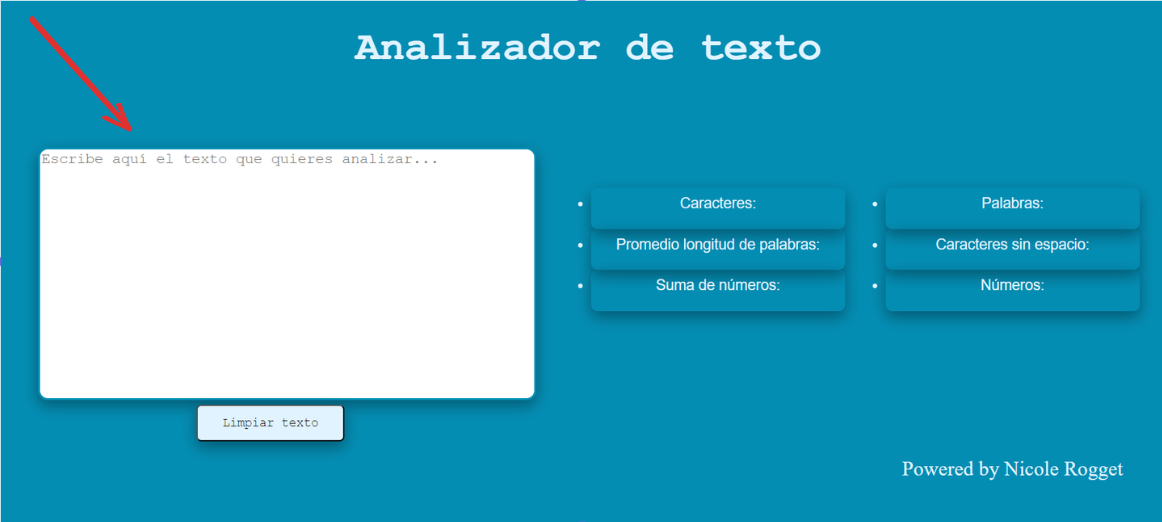 Analizador de texto
Escribe aquí el texto que quieres analizar...
Caracteres:
Palabras:
Promedio longitud de palabras:
Caracteres sin espacio:
Suma de números:
Números:
Limpiar texto
Powered by Nicole Rogget